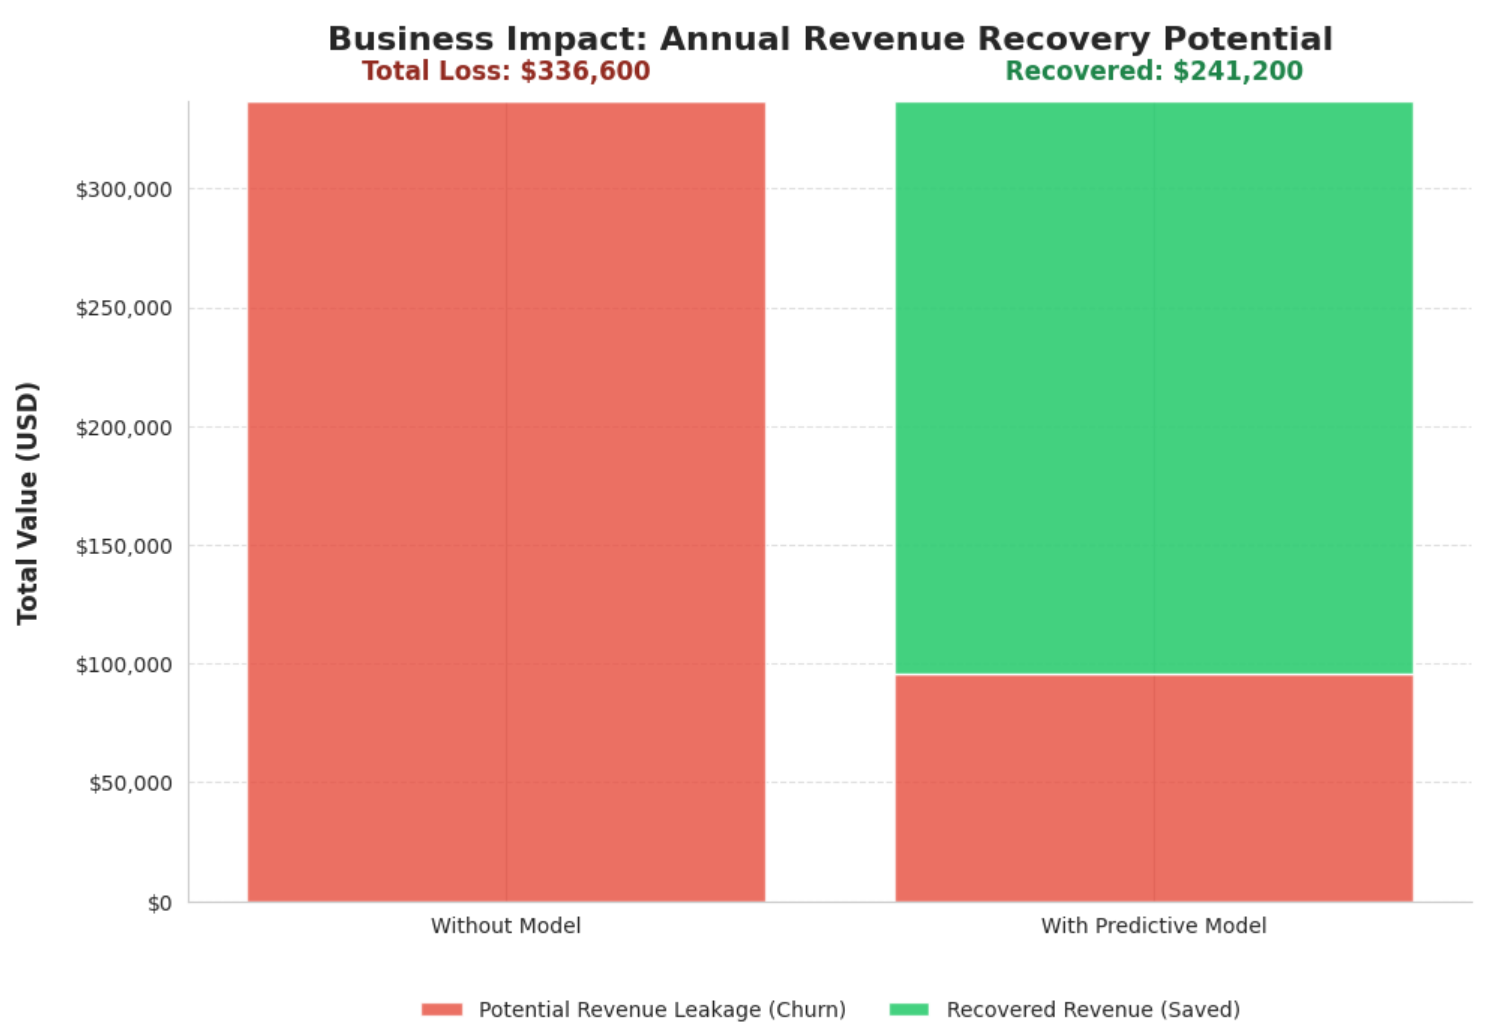 Business Impact: Annual Revenue Recovery Potential
Total Loss: $336,600
Recovered: $241,200
Total Value (USD)
$300,000
$250,000
$200,000
$150,000
$100,000
$50,000
$0
Without Model
With Predictive Model
Potential Revenue Leakage (Churn)
Recovered Revenue (Saved)